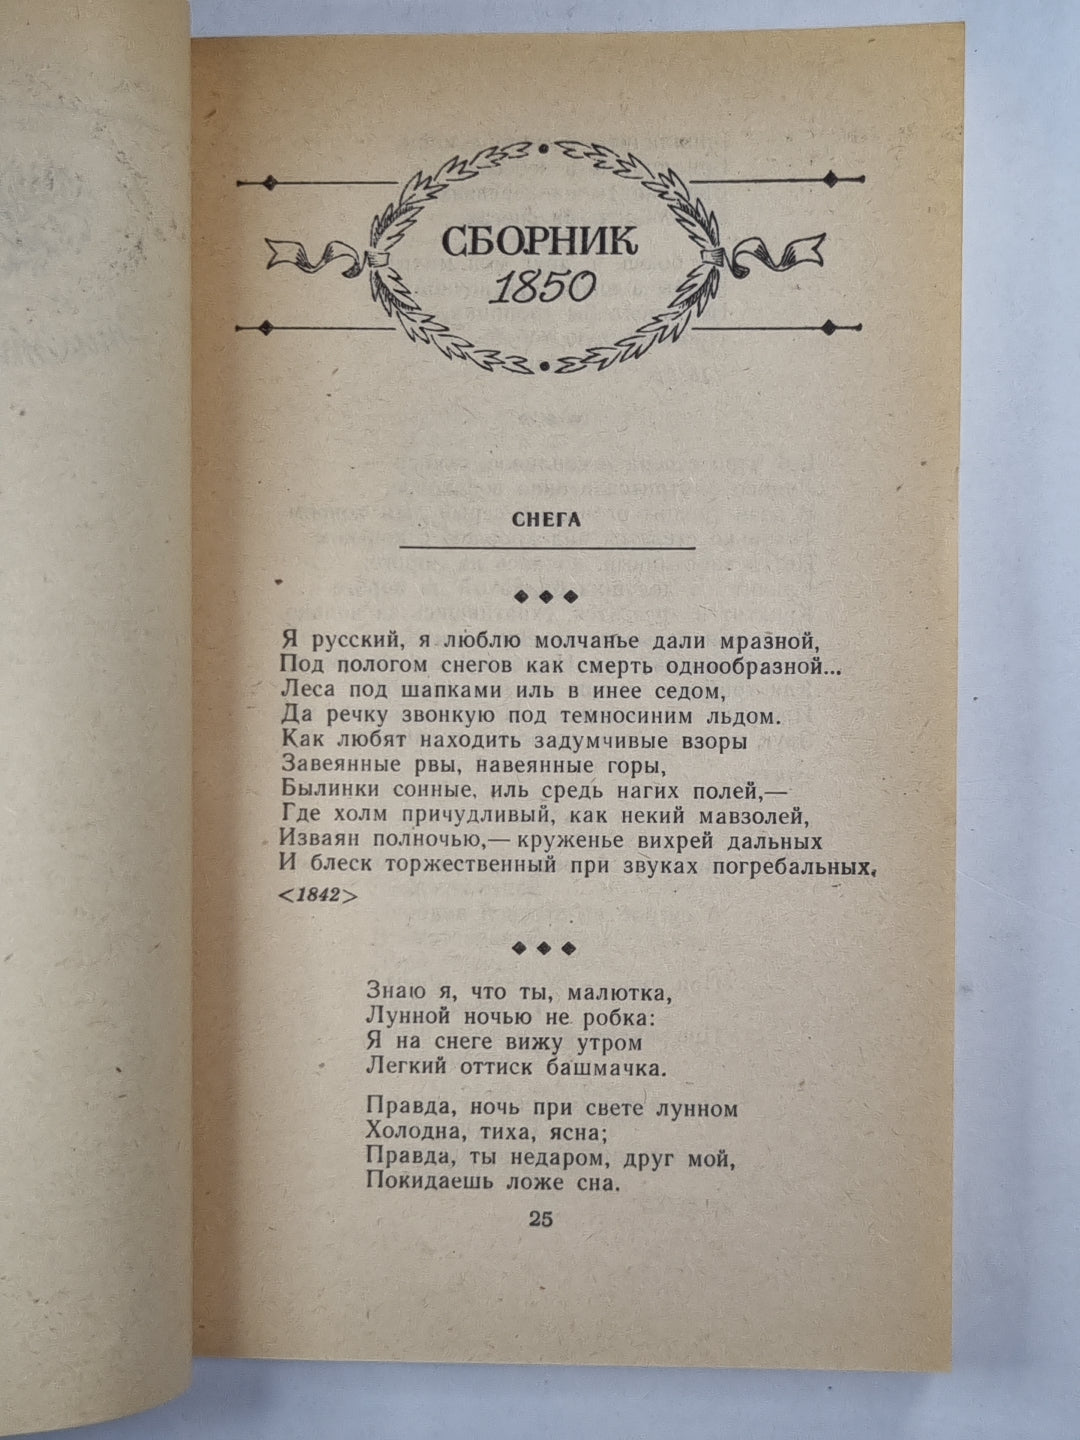 СБОРНИК
1850
СНЕГА
Я русский, я люблю молчанье дали мразной,
Под пологом снегов как смерть однообразной...
Леса под шапками иль в инее седом,
Да речку звонкую под темносиним льдом.
Как любят находить задумчивые взоры
Завеянные рвы, навеянные горы,
Былинки сонные, иль средь нагих полей,—
Где холм причудливый, как некий мавзолей,
Изваян полночью,— круженье вихрей дальных
И блеск торжественный при звуках погребальных.
<1842>
Знаю я, что ты, малютка,
Лунной ночью не робка:
Я на снеге вижу утром
Легкий оттиск башмачка.
Правда, ночь при свете лунном
Холодна, тиха, ясна;
Правда, ты недаром, друг мой,
Покидаешь ложе сна.
25